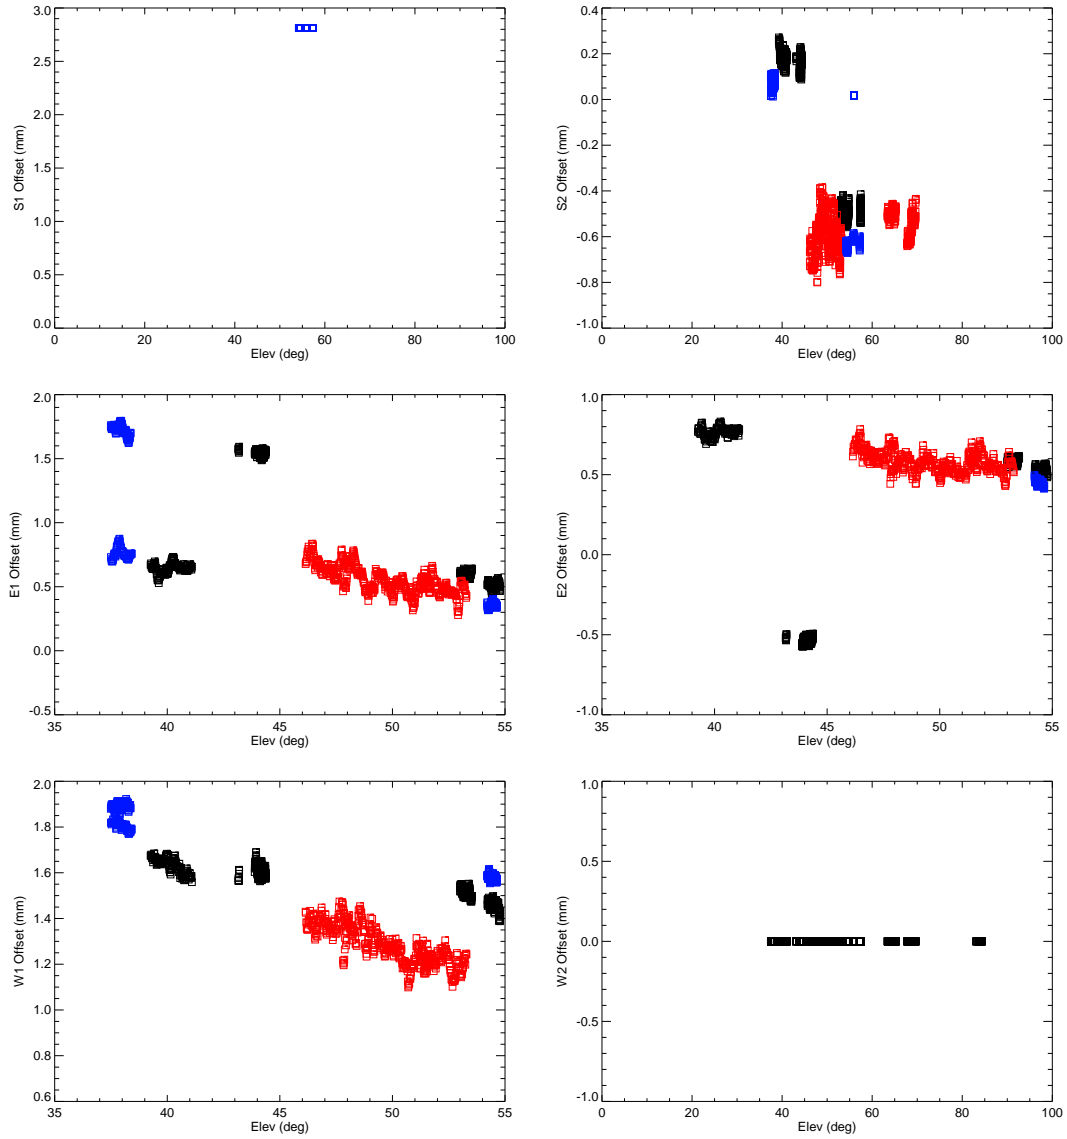 3.0
2.5
2.0
1.5
1.0
0.5
0.0
S1 Offset (mm)
0 20 40 60 80 100
Elev (deg)
0.4
0.2
0.0
-0.2
-0.4
-0.6
-0.8
-1.0
S2 Offset (mm)
0 20 40 60 80 100
Elev (deg)
2.0
1.5
1.0
0.5
0.0
-0.5
E1 Offset (mm)
35 40 45 50 55
Elev (deg)
1.0
0.5
0.0
-0.5
-1.0
E2 Offset (mm)
35 40 45 50 55
Elev (deg)
2.0
1.8
1.6
1.4
1.2
1.0
0.8
0.6
W1 Offset (mm)
35 40 45 50 55
Elev (deg)
1.0
0.5
0.0
-0.5
-1.0
W2 Offset (mm)
0 20 40 60 80 100
Elev (deg)